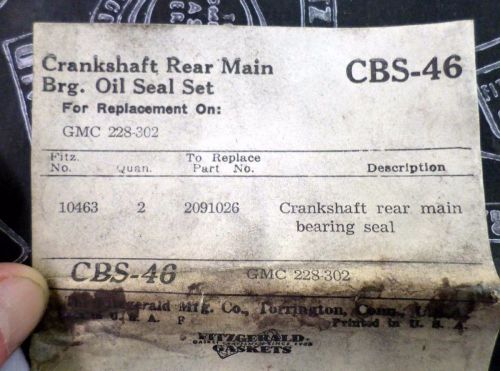 Crankshaft Rear Main
Brg. Oil Seal Set
CBS-46
For Replacement On:
GMC 228-302
Fitz. No. Quan. To Replace Part No. Description
10463 2 2091026 Crankshaft rear main
bearing seal
CBS-46 GMC 228-302
Mfg. Co., Torrington, Conn.,
U. S. A. F Printed in U. S. A.
FITZGERALD
GASKETS